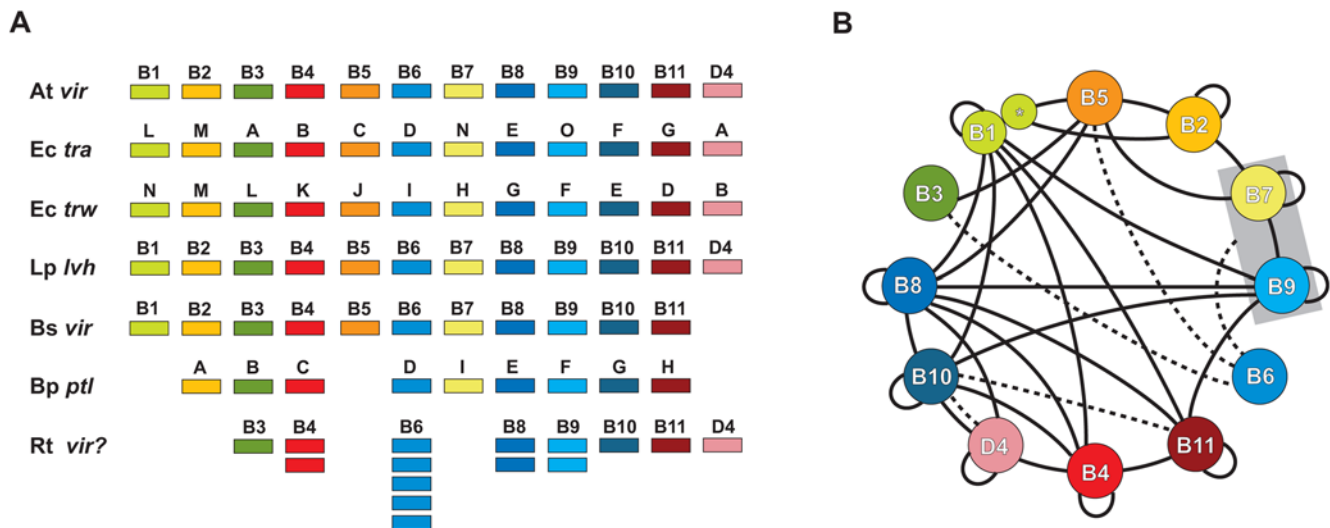 A
B1 B2 B3 B4 B5 B6 B7 B8 B9 B10 B11 D4
At vir
L M A B C D N E O F G A
Ec tra
N M L K J I H G F E D B
Ec trw
B1 B2 B3 B4 B5 B6 B7 B8 B9 B10 B11 D4
Lp lvh
B1 B2 B3 B4 B5 B6 B7 B8 B9 B10 B11
Bs vir
A B C D I E F G H
Bp ptl
B3 B4 B6 B8 B9 B10 B11 D4
Rt vir?
B
B5
*
B1
B2
B3
B7
B8
B9
B10
B6
D4
B11
B4